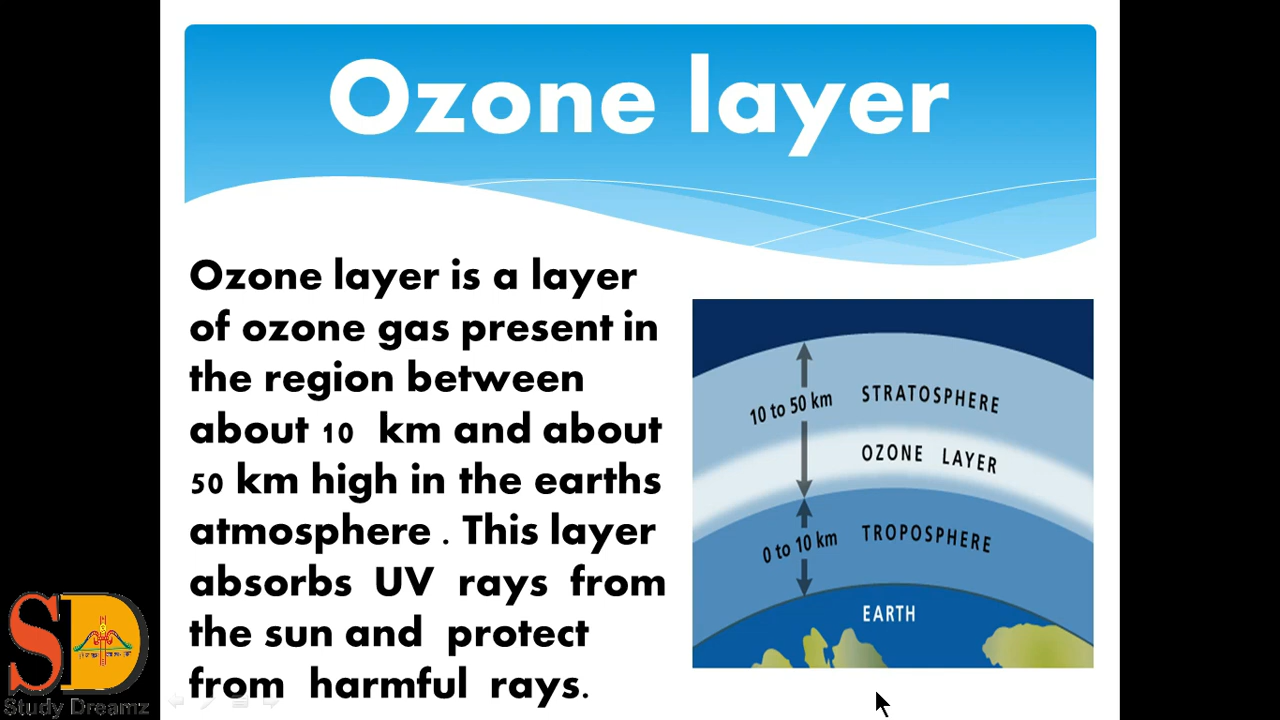 Ozone layer
Ozone layer is a layer
of ozone gas present in
the region between
about 10 km and about
50 km high in the earths
atmosphere . This layer
absorbs UV rays from
the sun and protect
from harmful rays.
10 to 50 km
STRATOSPHERE
OZONE LAYER
0 to 10 km
TROPOSPHERE
EARTH
SD
Study Dreamz